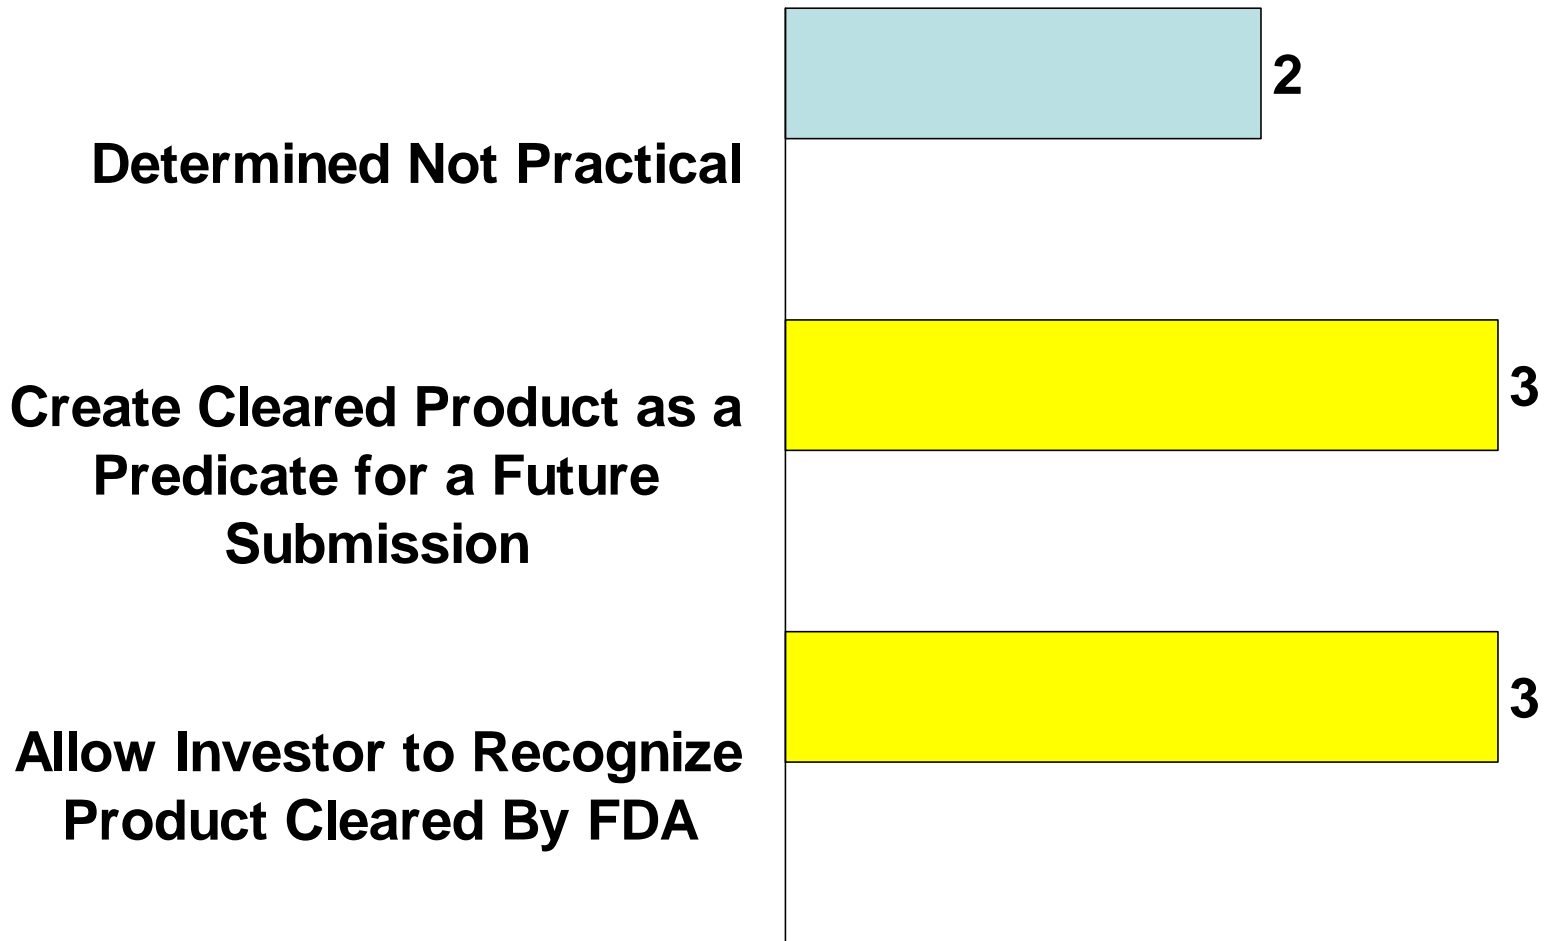 2
Determined Not Practical
3
Create Cleared Product as a
Predicate for a Future
Submission
3
Allow Investor to Recognize
Product Cleared By FDA